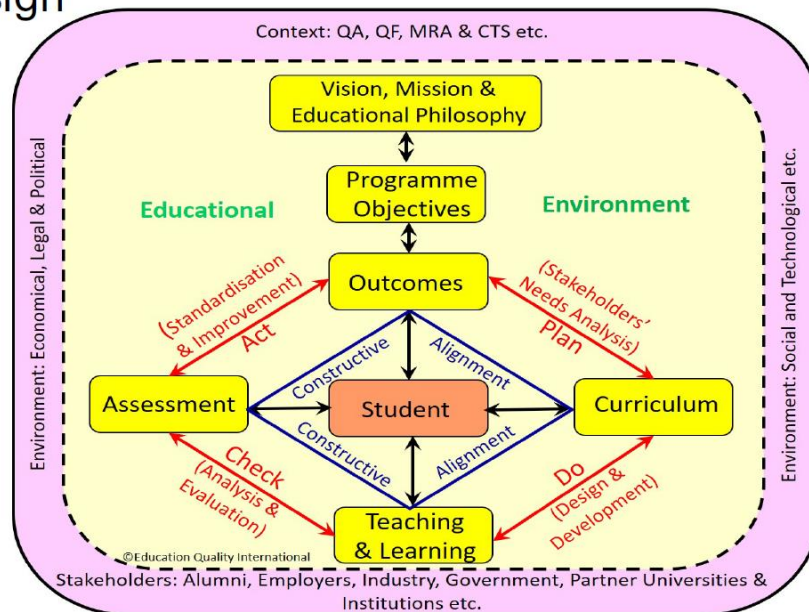 Context: QA, QF, MRA & CTS etc.
Vision, Mission &
Educational Philosophy
Environment: Economical, Legal & Political
Environment: Social and Technological etc.
Programme
Objectives
Educational
Environment
Outcomes
(Standardisation
& Improvement)
Act
(Stakeholders'
Needs Analysis)
Plan
Constructive
Alignment
Assessment
Student
Curriculum
Constructive
Alignment
Check
(Analysis &
Evaluation)
Do
(Design &
Development)
Teaching
& Learning
©Education Quality International
Stakeholders: Alumni, Employers, Industry, Government, Partner Universities &
Institutions etc.